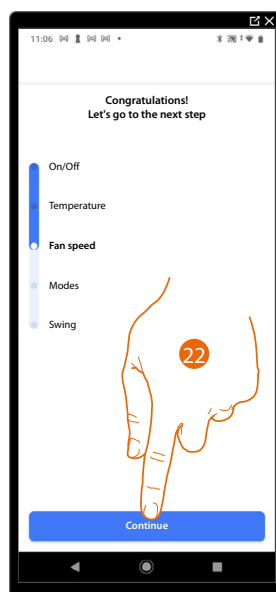 11:06
Congratulations!
Let's go to the next step
On/Off
Temperature
Fan speed
Modes
Swing
22
Continue